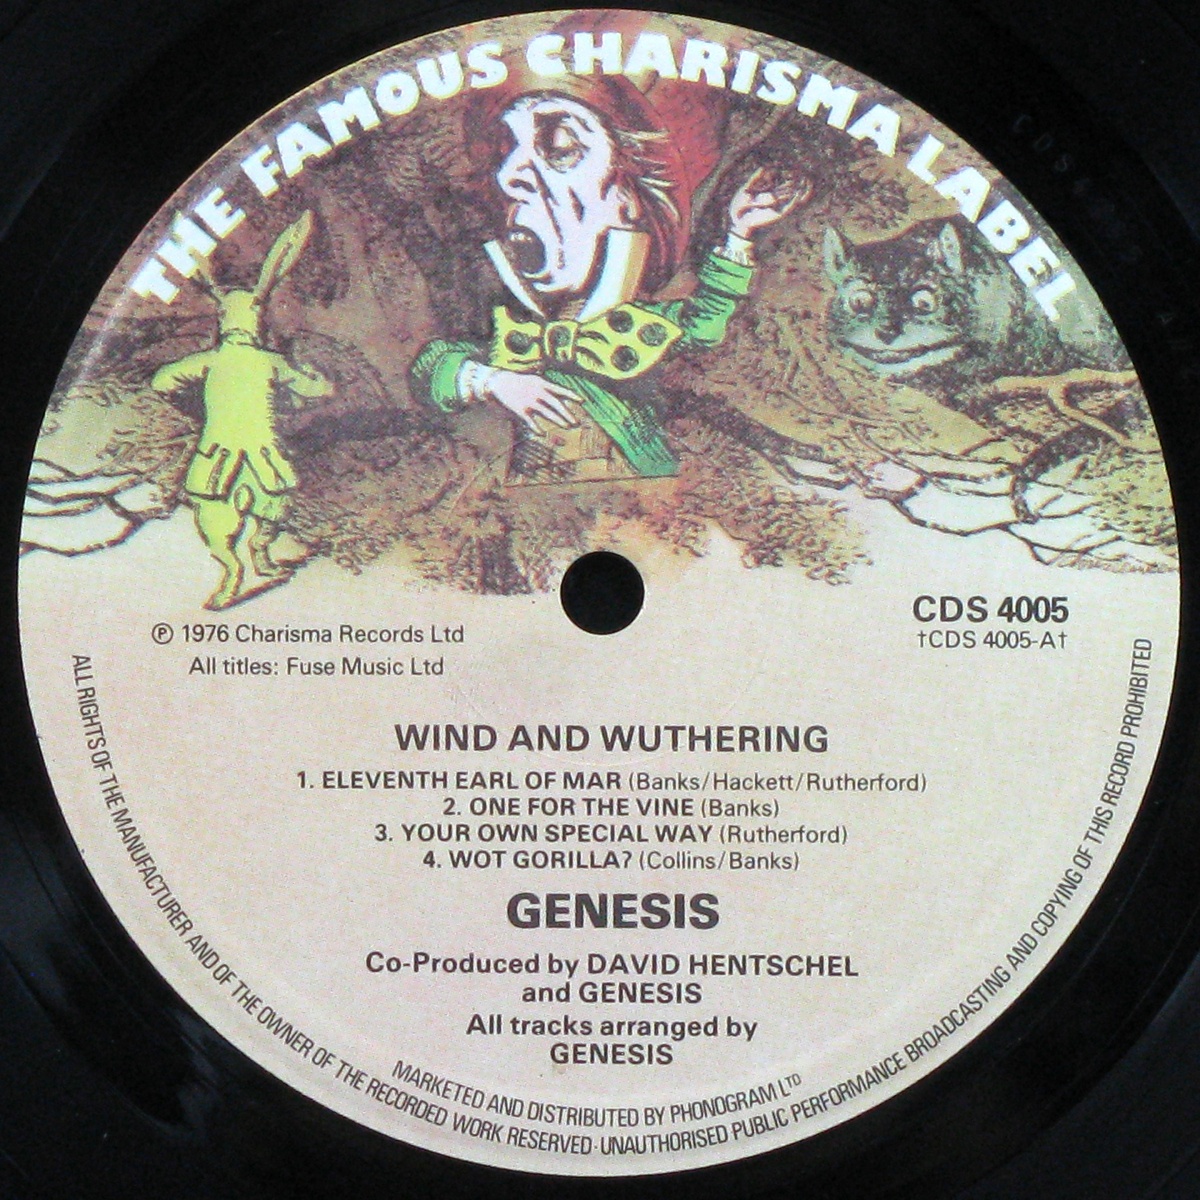 THE FAMOUS CHARISMA LABEL
℗ 1976 Charisma Records Ltd
All titles: Fuse Music Ltd
CDS 4005
†CDS 4005-A†
WIND AND WUTHERING
1. ELEVENTH EARL OF MAR (Banks/Hackett/Rutherford)
2. ONE FOR THE VINE (Banks)
3. YOUR OWN SPECIAL WAY (Rutherford)
4. WOT GORILLA? (Collins/Banks)
GENESIS
Co-Produced by DAVID HENTSCHEL
and GENESIS
All tracks arranged by
GENESIS
MARKETED AND DISTRIBUTED BY PHONOGRAM LTD
ALL RIGHTS OF THE MANUFACTURER AND OF THE OWNER OF THE RECORDED WORK RESERVED·UNAUTHORISED PUBLIC PERFORMANCE BROADCASTING AND COPYING OF THIS RECORD PROHIBITED